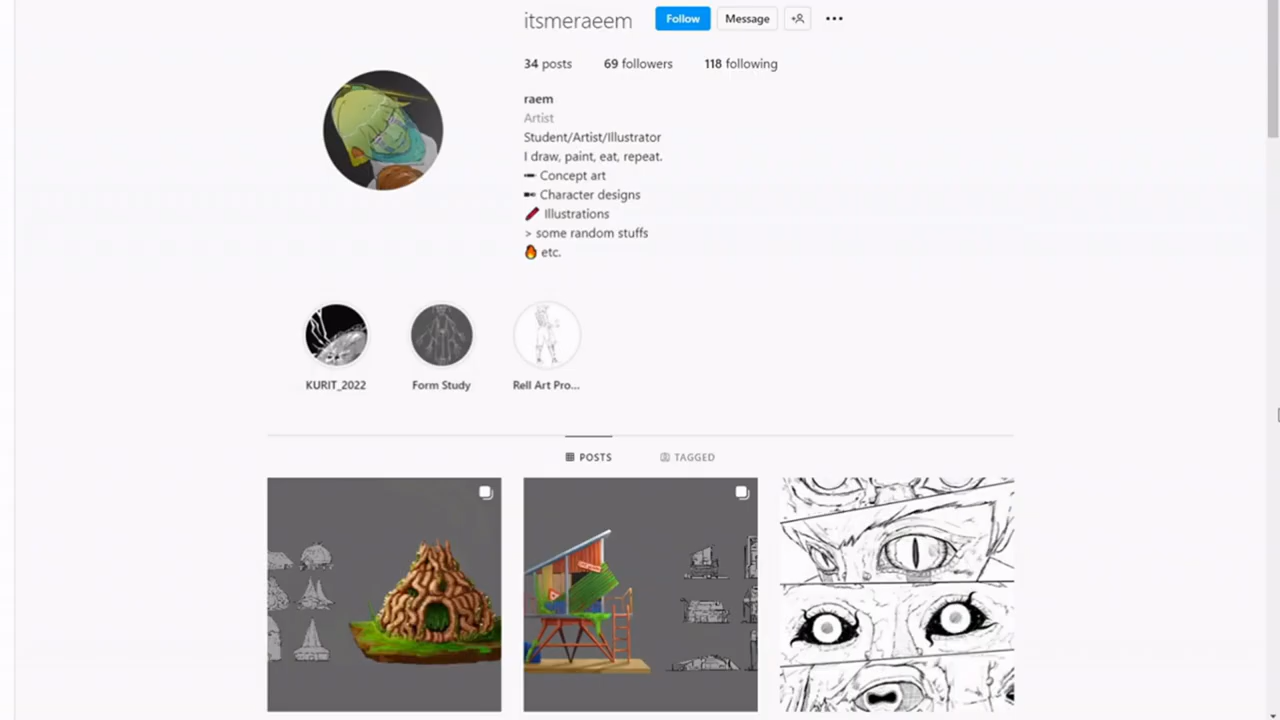 itsmeraeem Follow Message
34 posts 69 followers 118 following
raem
Artist
Student/Artist/Illustrator
I draw, paint, eat, repeat.
Concept art
Character designs
Illustrations
> some random stuffs
etc.
KURIT_2022 Form Study Rell Art Pro...
POSTS TAGGED